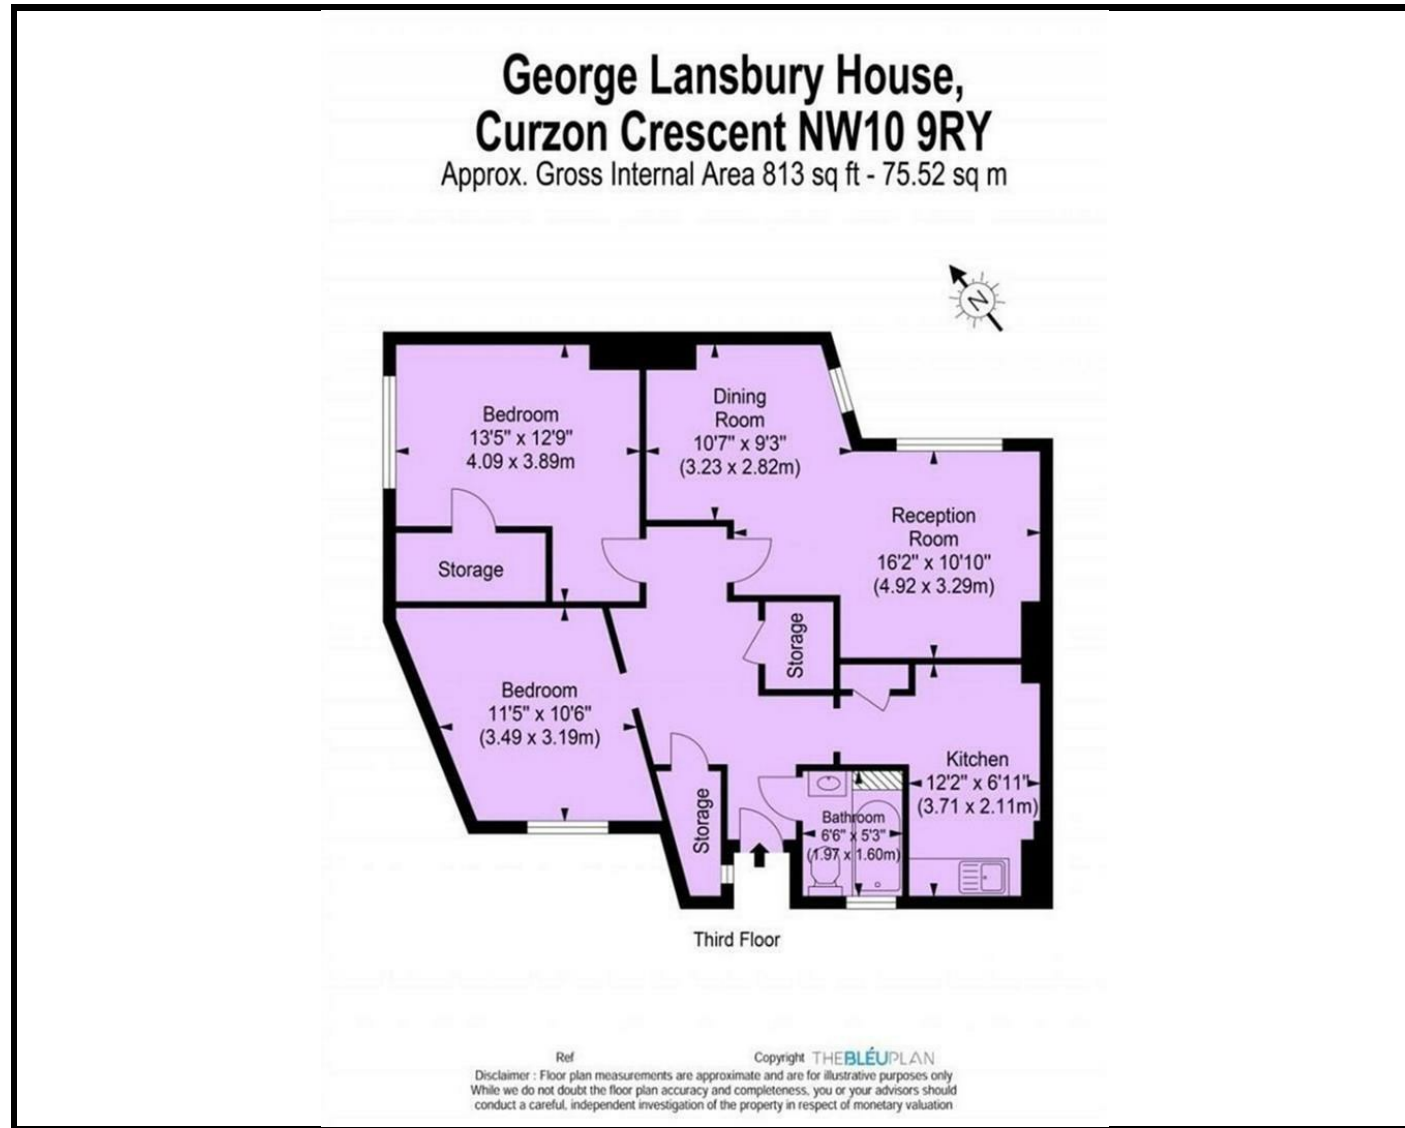 George Lansbury House,
Curzon Crescent NW10 9RY
Approx. Gross Internal Area 813 sq ft - 75.52 sq m
N
Bedroom
13'5" x 12'9"
4.09 x 3.89m
Dining
Room
10'7" x 9'3"
(3.23 x 2.82m)
Reception
Room
16'2" x 10'10"
(4.92 x 3.29m)
Storage
Storage
Bedroom
11'5" x 10'6"
(3.49 x 3.19m)
Kitchen
12'2" x 6'11"
(3.71 x 2.11m)
Storage
Bathroom
6'6" x 5'3"
(1.97 x 1.60m)
Third Floor
Ref
Copyright THEBLÉUPLAN
Disclaimer : Floor plan measurements are approximate and are for illustrative purposes only
While we do not doubt the floor plan accuracy and completeness, you or your advisors should
conduct a careful, independent investigation of the property in respect of monetary valuation